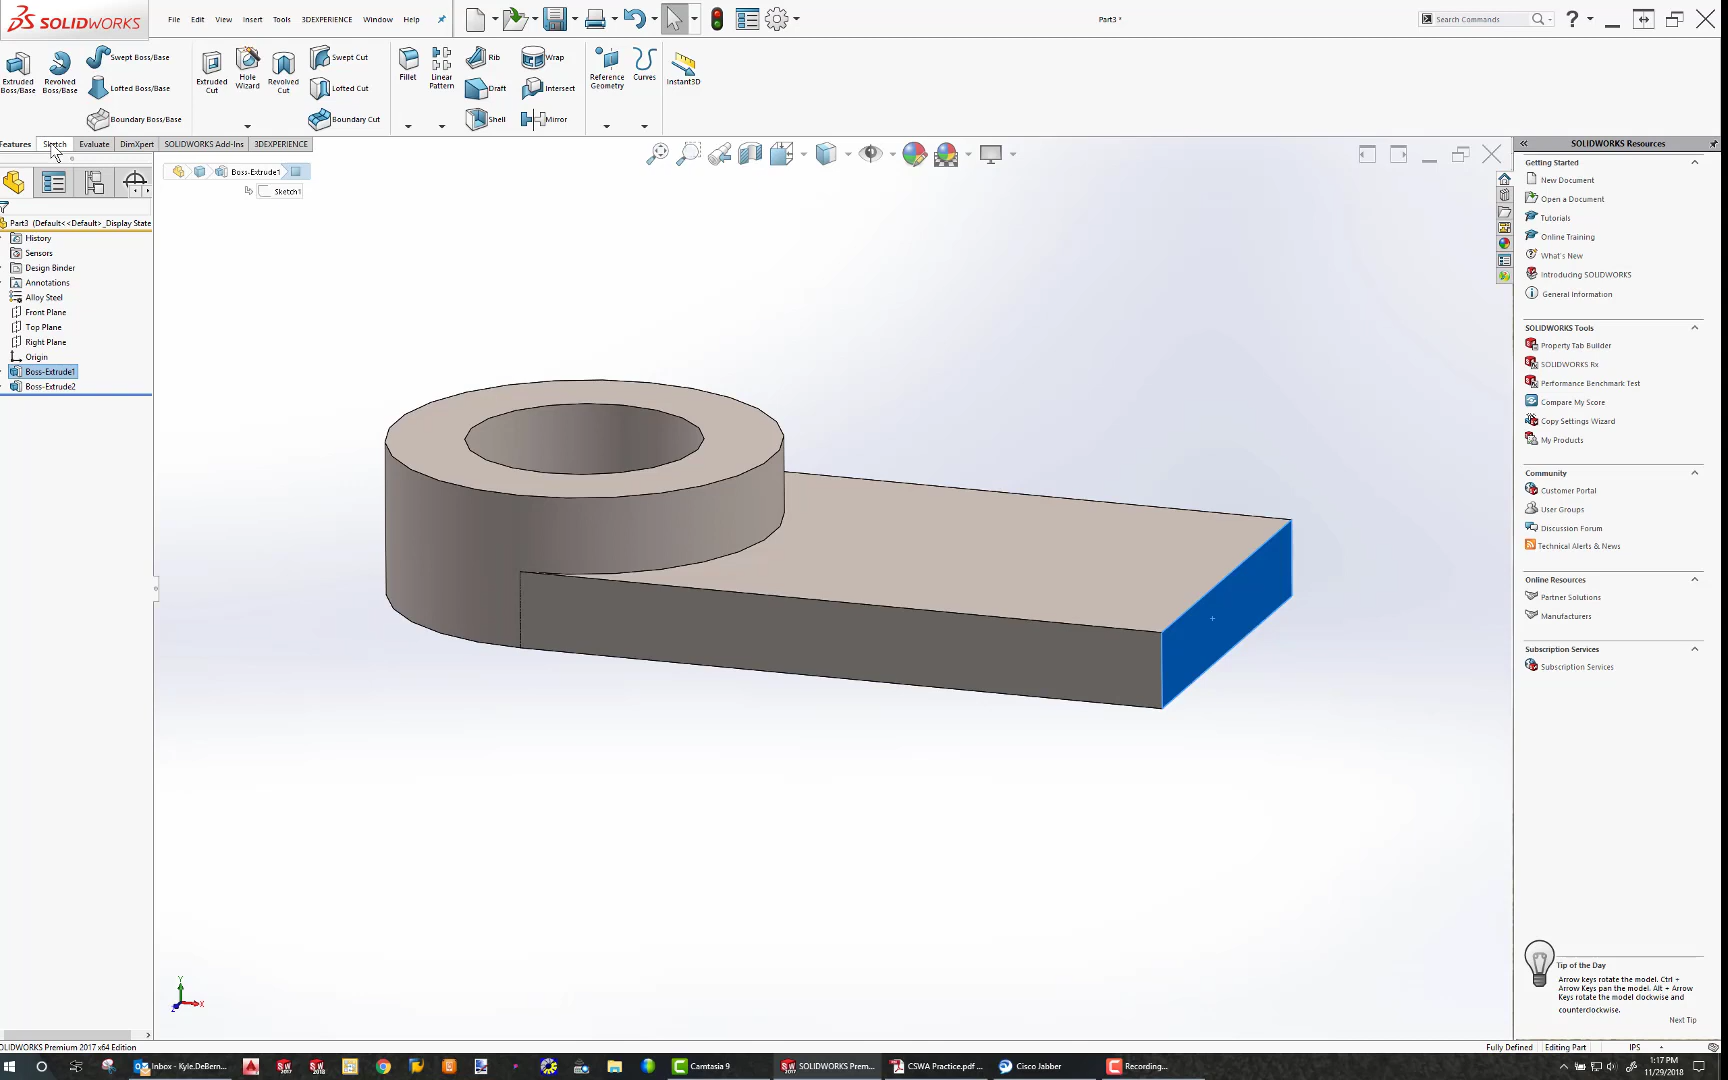 SOLIDWORKS
File Edit View Insert Tools 3DEXPERIENCE Window Help
Part3 *
Search Commands
Extruded Boss/Base
Revolved Boss/Base
Swept Boss/Base
Lofted Boss/Base
Boundary Boss/Base
Extruded Cut
Hole Wizard
Revolved Cut
Swept Cut
Lofted Cut
Boundary Cut
Fillet
Linear Pattern
Rib
Draft
Shell
Wrap
Intersect
Mirror
Reference Geometry
Curves
Instant3D
Features Sketch Evaluate DimXpert SOLIDWORKS Add-Ins 3DEXPERIENCE
Boss-Extrude1
Sketch1
Part3 (Default<<Default>_Display State
History
Sensors
Design Binder
Annotations
Alloy Steel
Front Plane
Top Plane
Right Plane
Origin
Boss-Extrude1
Boss-Extrude2
Y
X
Z
SOLIDWORKS Resources
Getting Started
New Document
Open a Document
Tutorials
Online Training
What's New
Introducing SOLIDWORKS
General Information
SOLIDWORKS Tools
Property Tab Builder
SOLIDWORKS Rx
Performance Benchmark Test
Compare My Score
Copy Settings Wizard
My Products
Community
Customer Portal
User Groups
Discussion Forum
Technical Alerts & News
Online Resources
Partner Solutions
Manufacturers
Subscription Services
Subscription Services
Tip of the Day
Arrow keys rotate the model. Ctrl +
Arrow Keys pan the model. Alt + Arrow
Keys rotate the model clockwise and
counterclockwise.
Next Tip
OLIDWORKS Premium 2017 x64 Edition
Fully Defined Editing Part IPS
Inbox - Kyle.DeBern...
Camtasia 9
SOLIDWORKS Prem...
CSWA Practice.pdf ...
Cisco Jabber
Recording...
1:17 PM
11/29/2018